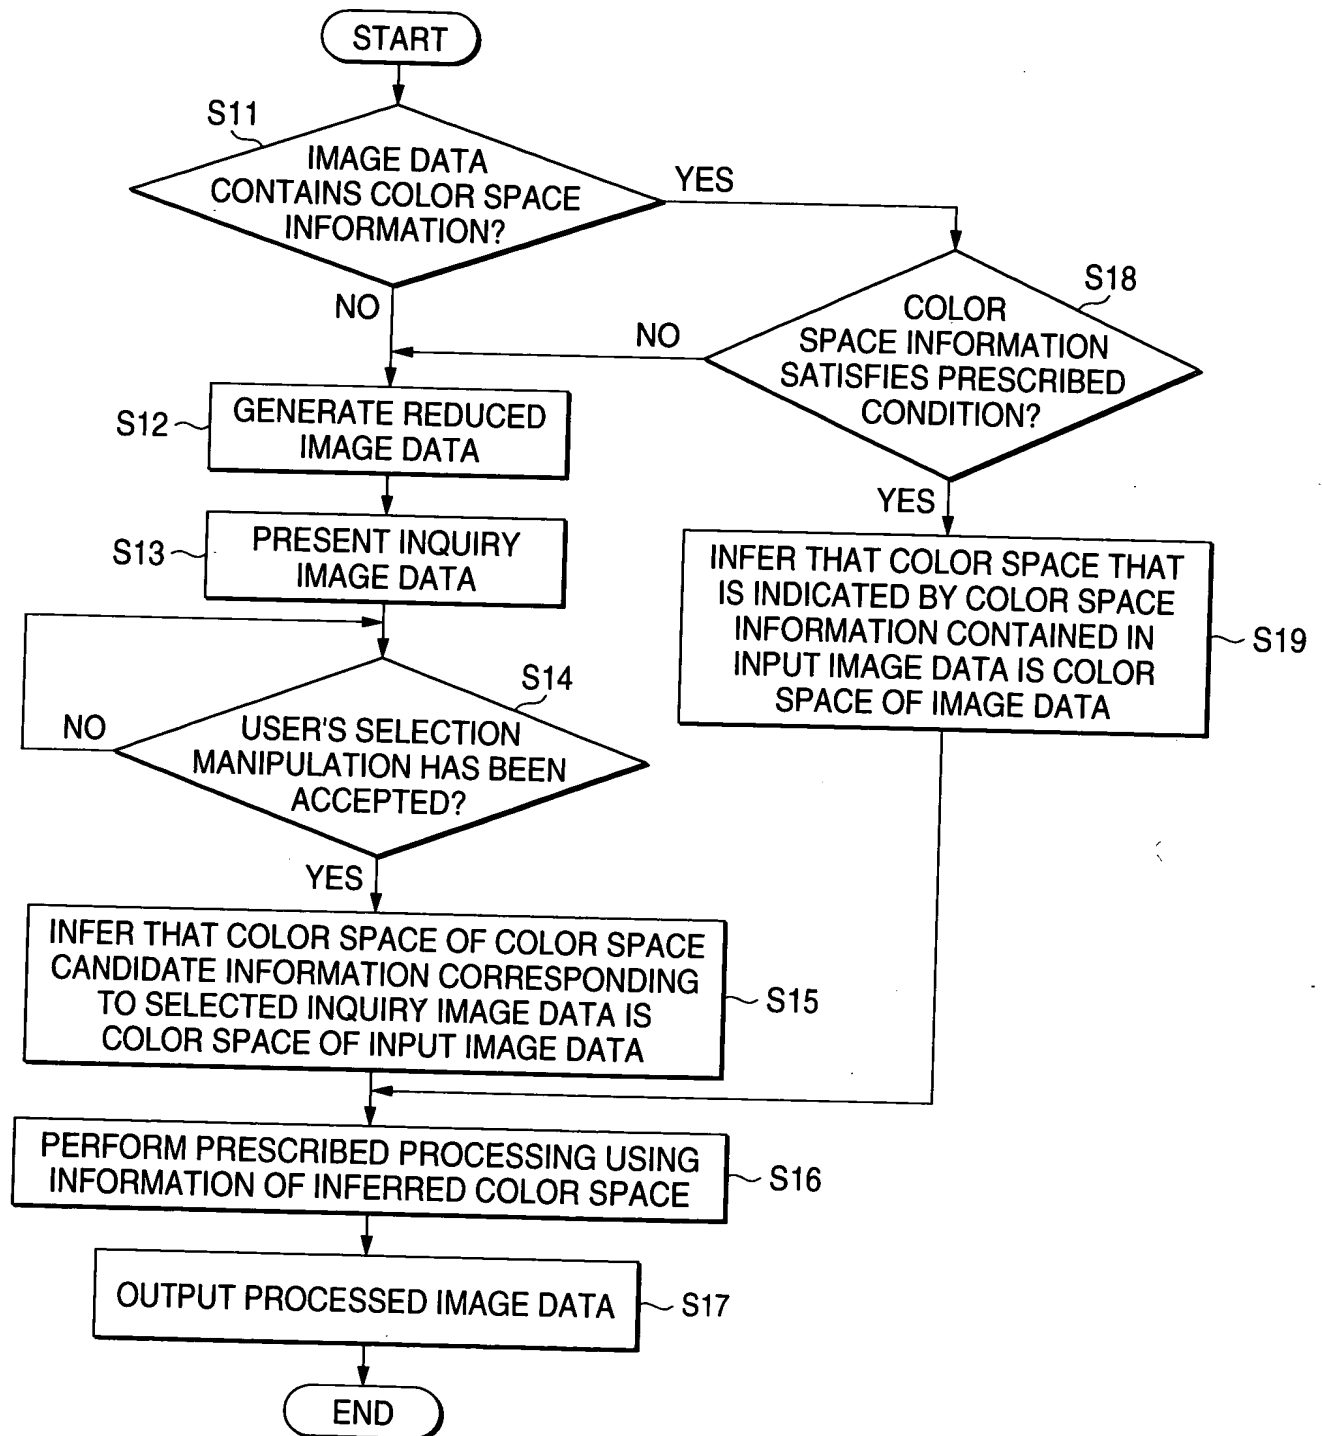 START
S11
IMAGE DATA
CONTAINS COLOR SPACE
INFORMATION?
YES
NO
S18
COLOR
SPACE INFORMATION
SATISFIES PRESCRIBED
CONDITION?
NO
YES
S12
GENERATE REDUCED
IMAGE DATA
S13
PRESENT INQUIRY
IMAGE DATA
INFER THAT COLOR SPACE THAT
IS INDICATED BY COLOR SPACE
INFORMATION CONTAINED IN
INPUT IMAGE DATA IS COLOR
SPACE OF IMAGE DATA
S19
S14
USER'S SELECTION
MANIPULATION HAS BEEN
ACCEPTED?
NO
YES
INFER THAT COLOR SPACE OF COLOR SPACE
CANDIDATE INFORMATION CORRESPONDING
TO SELECTED INQUIRY IMAGE DATA IS
COLOR SPACE OF INPUT IMAGE DATA
S15
PERFORM PRESCRIBED PROCESSING USING
INFORMATION OF INFERRED COLOR SPACE
S16
OUTPUT PROCESSED IMAGE DATA
S17
END